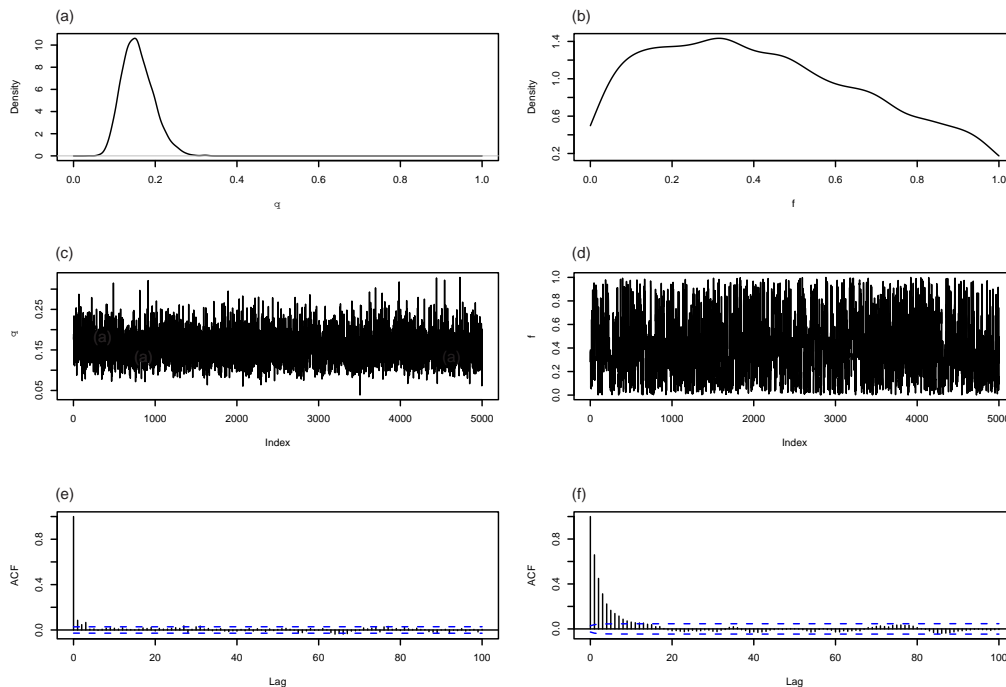 (a)
Density
0 2 4 6 8 10
0.0 0.2 0.4 0.6 0.8 1.0
q
(b)
Density
0.2 0.6 1.0 1.4
0.0 0.2 0.4 0.6 0.8 1.0
f
(c)
q
0.05 0.15 0.25
(a)
(a)
(a)
0 1000 2000 3000 4000 5000
Index
(d)
f
0.0 0.2 0.4 0.6 0.8 1.0
0 1000 2000 3000 4000 5000
Index
(e)
ACF
0.0 0.4 0.8
0 20 40 60 80 100
Lag
(f)
ACF
0.0 0.4 0.8
0 20 40 60 80 100
Lag